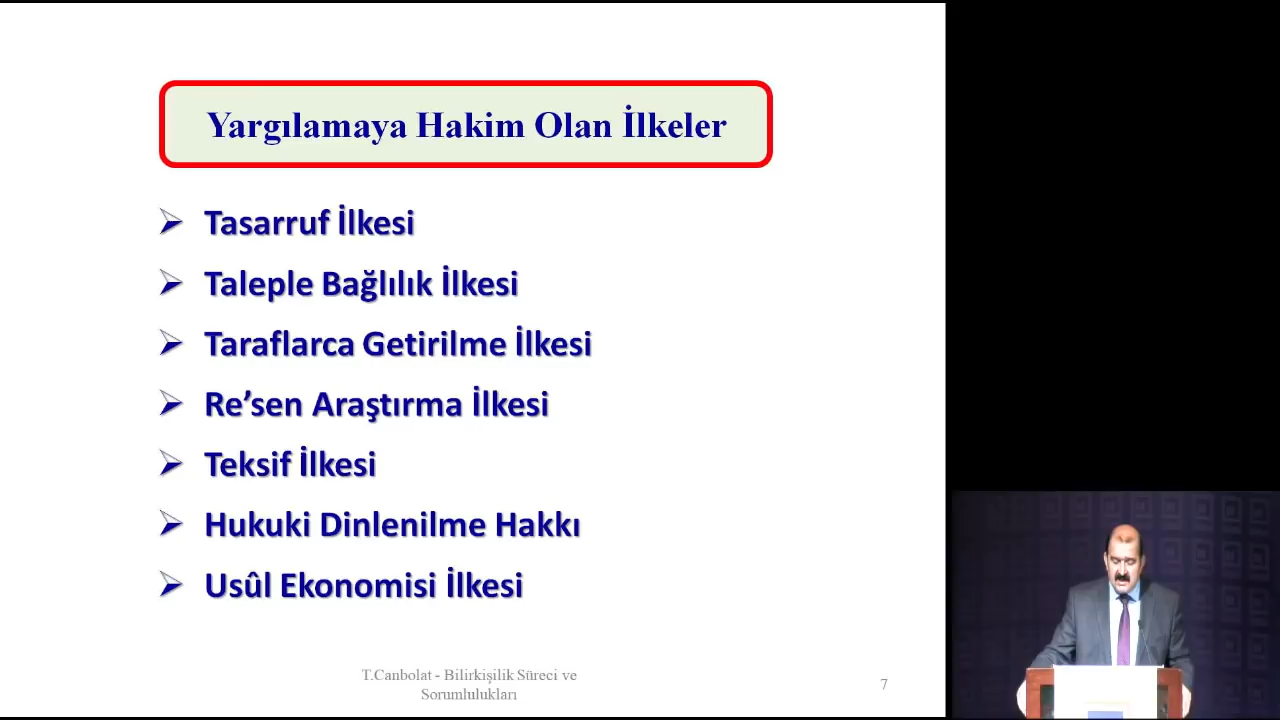 Yargılamaya Hakim Olan İlkeler
Tasarruf İlkesi
Taleple Bağlılık İlkesi
Taraflarca Getirilme İlkesi
Re’sen Araştırma İlkesi
Teksif İlkesi
Hukuki Dinlenilme Hakkı
Usûl Ekonomisi İlkesi
T.Canbolat - Bilirkişilik Süreci ve
Sorumlulukları
7